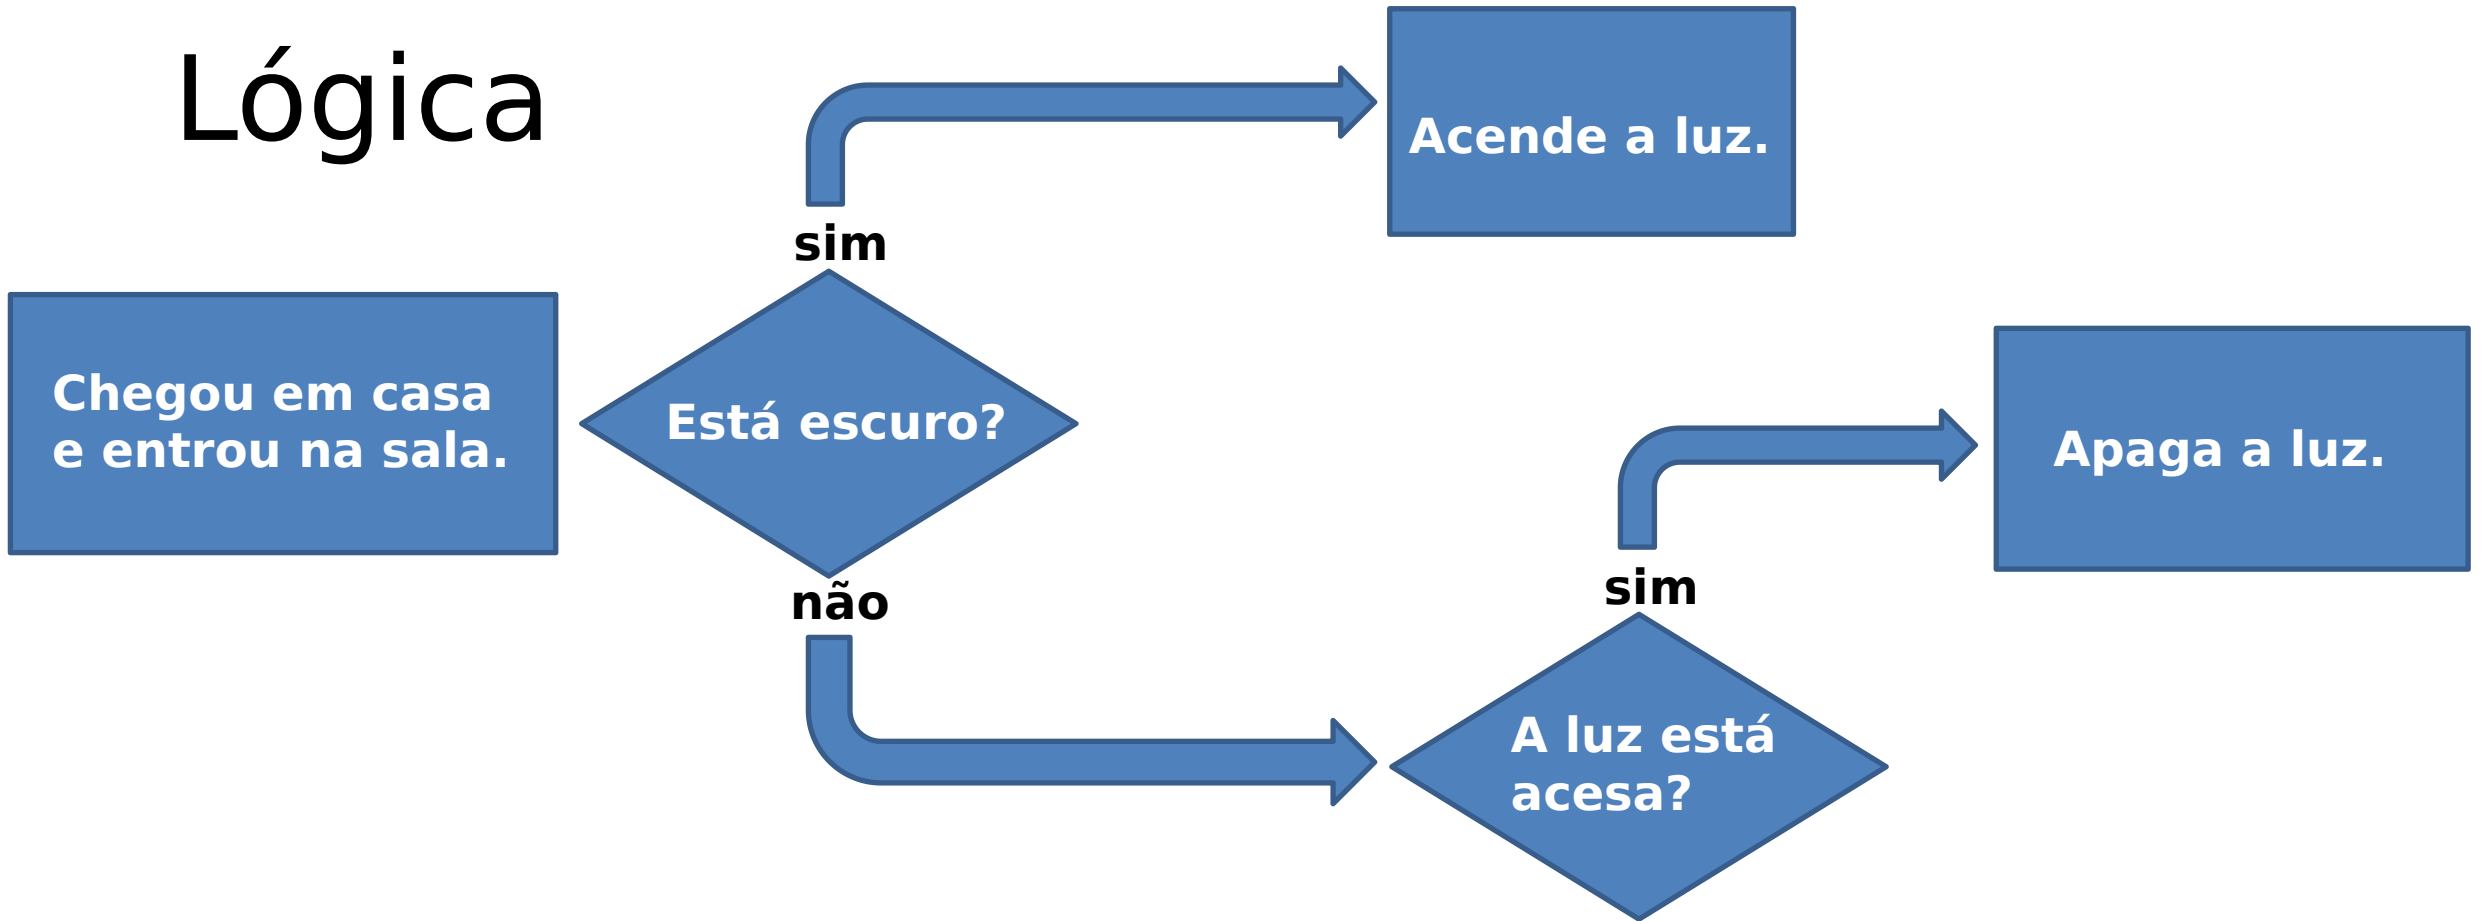 Lógica
Acende a luz.
sim
Chegou em casa
e entrou na sala.
Está escuro?
Apaga a luz.
não
sim
A luz está
acesa?